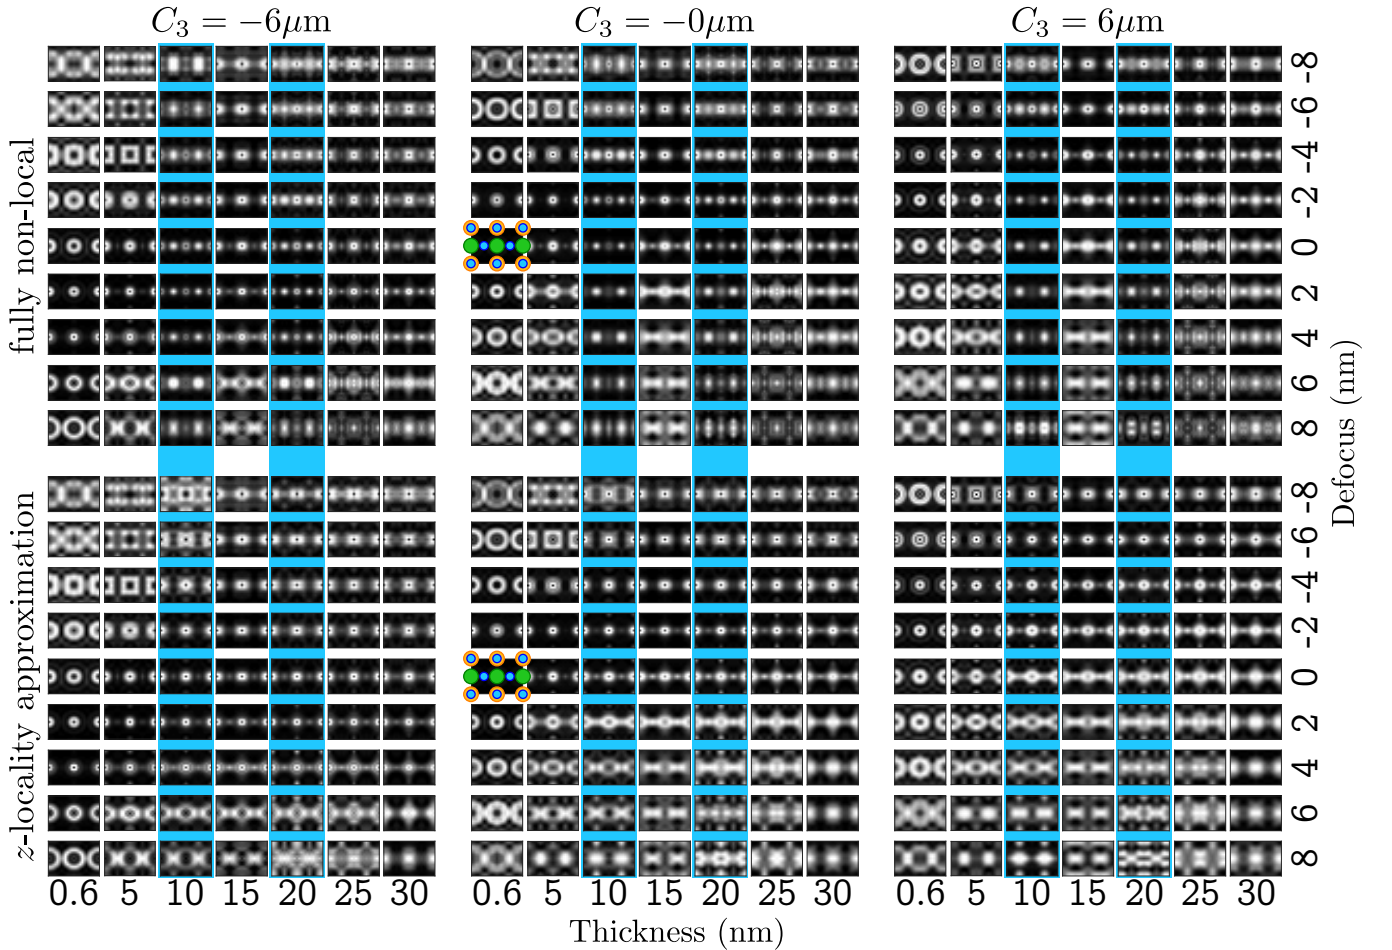 C₃ = −6μm
C₃ = −0μm
C₃ = 6μm
fully non-local
-8
-6
-4
-2
0
2
4
6
8
z-locality approximation
-8
-6
-4
-2
0
2
4
6
8
Defocus (nm)
0.6 5 10 15 20 25 30
0.6 5 10 15 20 25 30
0.6 5 10 15 20 25 30
Thickness (nm)